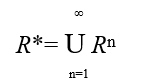 ∞
R*= U Rⁿ
n=1